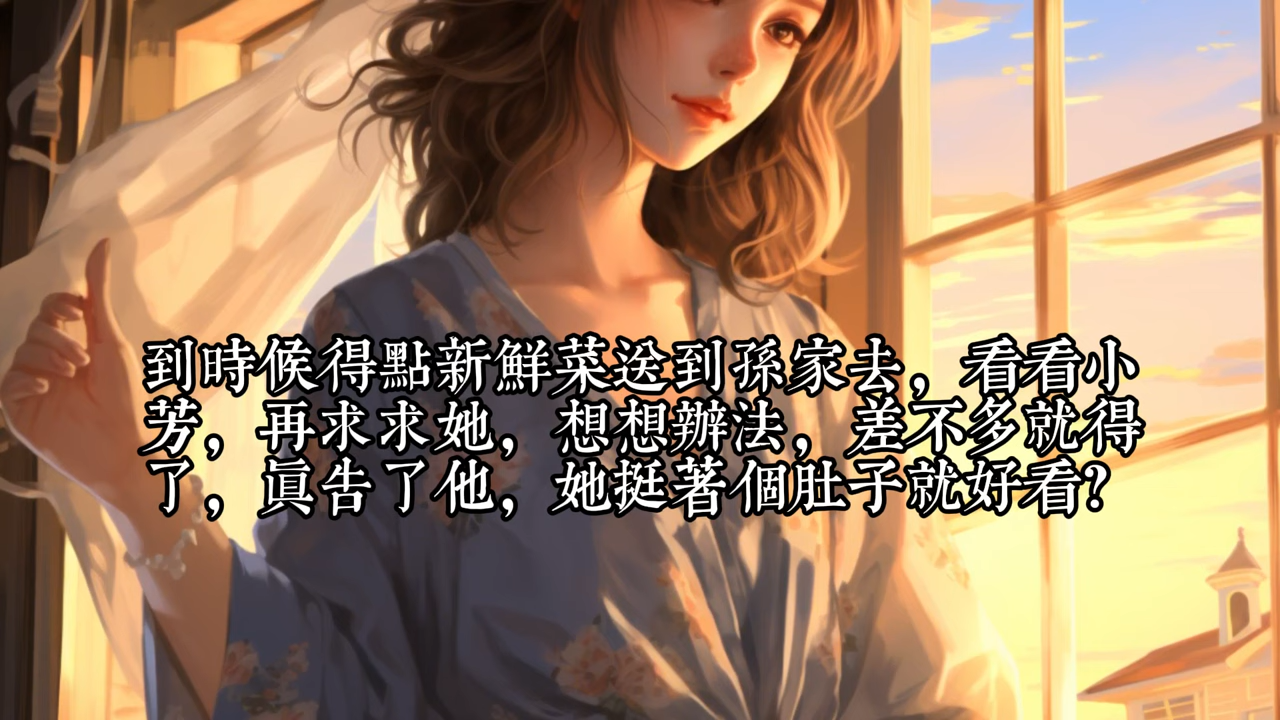 到時候得點新鮮菜送到孫家去，看看小
芳，再求求她，想想辦法，差不多就得
了，眞告了他，她挺著個肚子就好看？